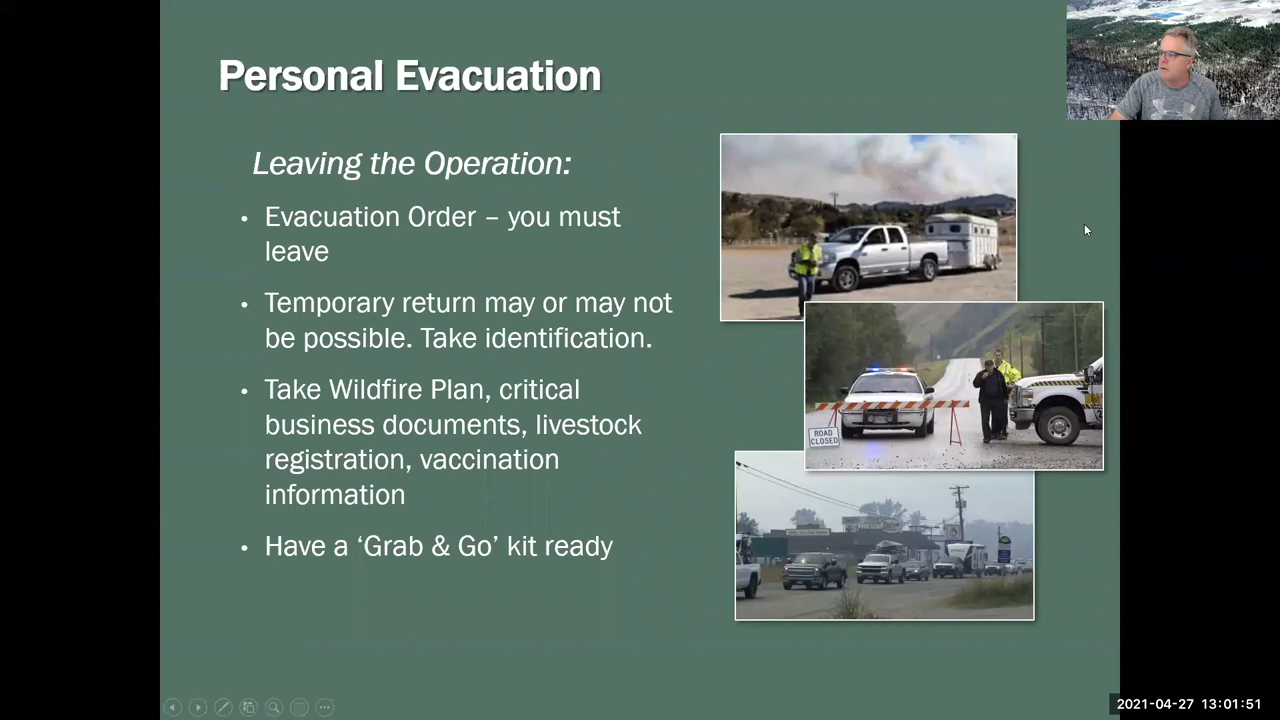 Personal Evacuation
Leaving the Operation:
• Evacuation Order – you must
leave
• Temporary return may or may not
be possible. Take identification.
• Take Wildfire Plan, critical
business documents, livestock
registration, vaccination
information
• Have a ‘Grab & Go’ kit ready
ROAD
CLOSED
2021-04-27 13:01:51